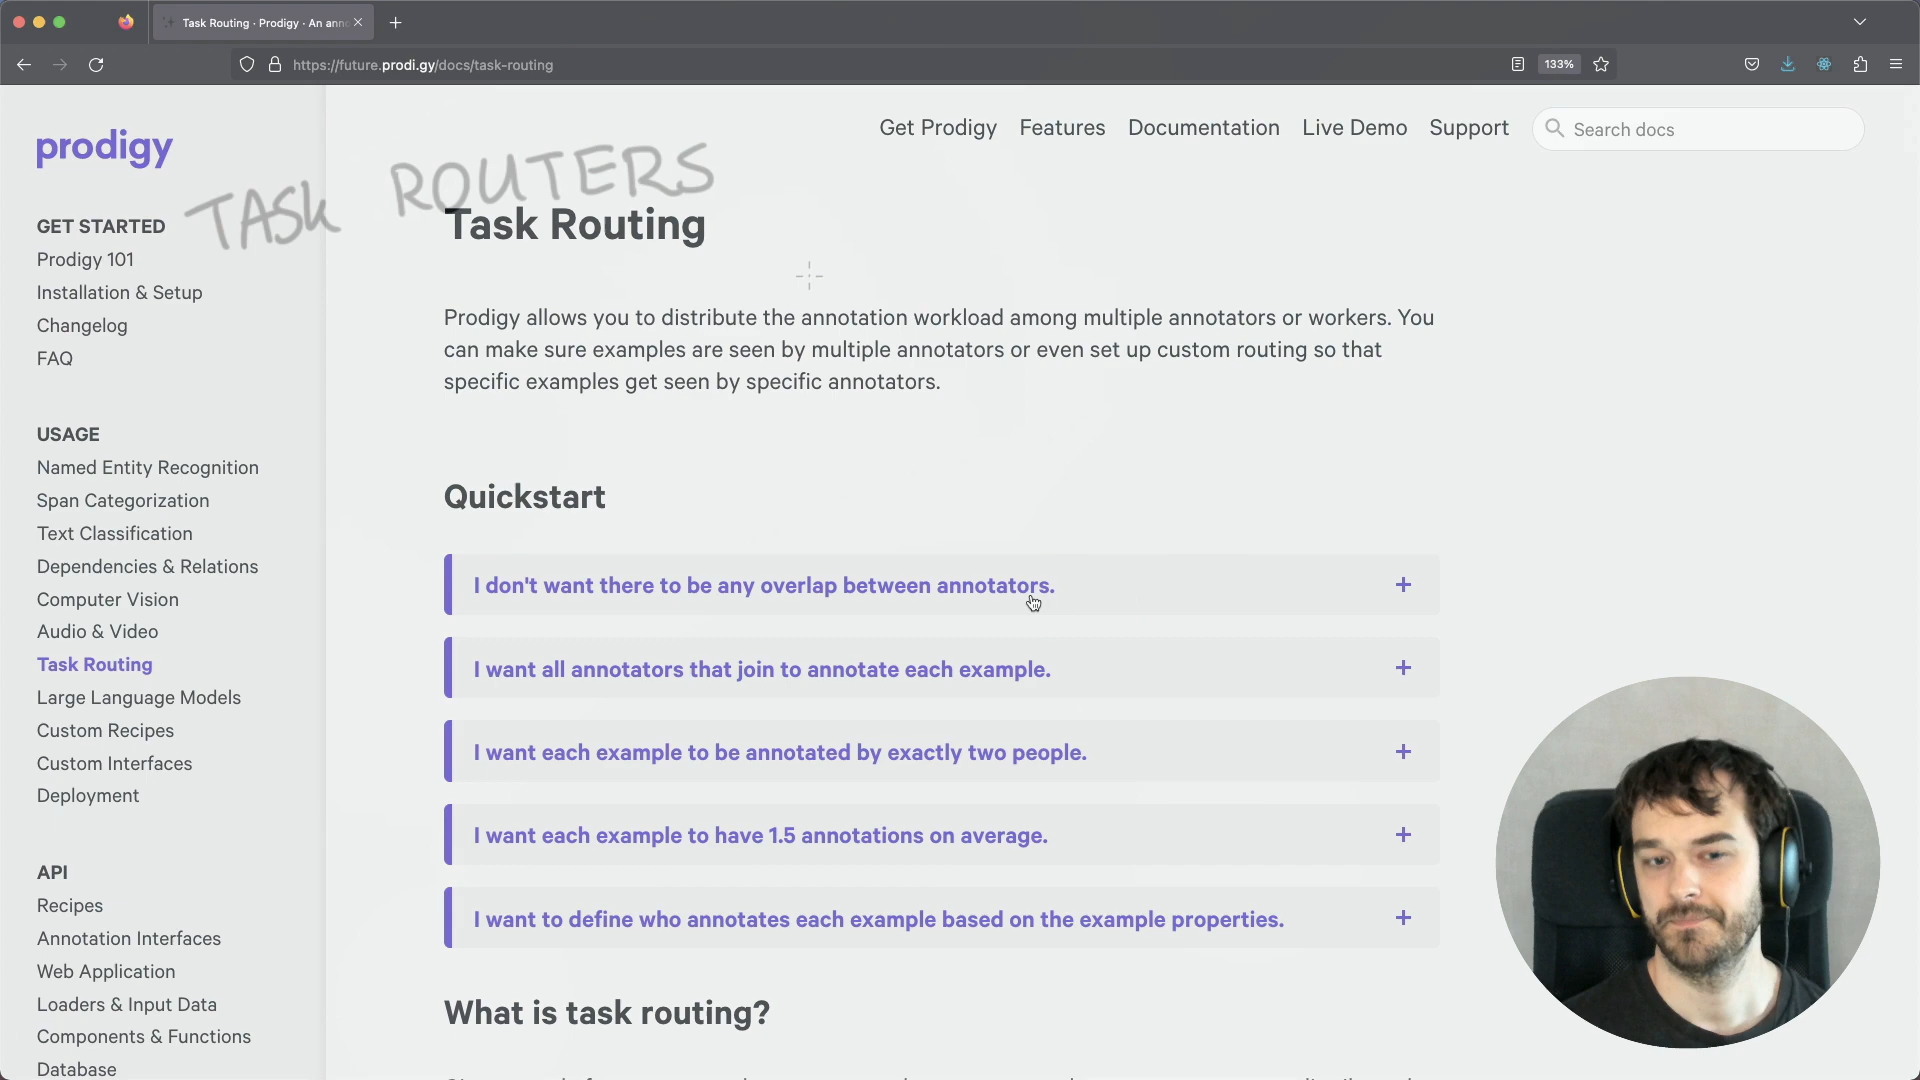 Task Routing · Prodigy · An ann
https://future.prodi.gy/docs/task-routing
133%
prodigy
Get Prodigy
Features
Documentation
Live Demo
Support
Search docs
TASK ROUTERS
GET STARTED
Prodigy 101
Installation & Setup
Changelog
FAQ
USAGE
Named Entity Recognition
Span Categorization
Text Classification
Dependencies & Relations
Computer Vision
Audio & Video
Task Routing
Large Language Models
Custom Recipes
Custom Interfaces
Deployment
API
Recipes
Annotation Interfaces
Web Application
Loaders & Input Data
Components & Functions
Database
Task Routing
Prodigy allows you to distribute the annotation workload among multiple annotators or workers. You
can make sure examples are seen by multiple annotators or even set up custom routing so that
specific examples get seen by specific annotators.
Quickstart
I don't want there to be any overlap between annotators.
I want all annotators that join to annotate each example.
I want each example to be annotated by exactly two people.
I want each example to have 1.5 annotations on average.
I want to define who annotates each example based on the example properties.
What is task routing?